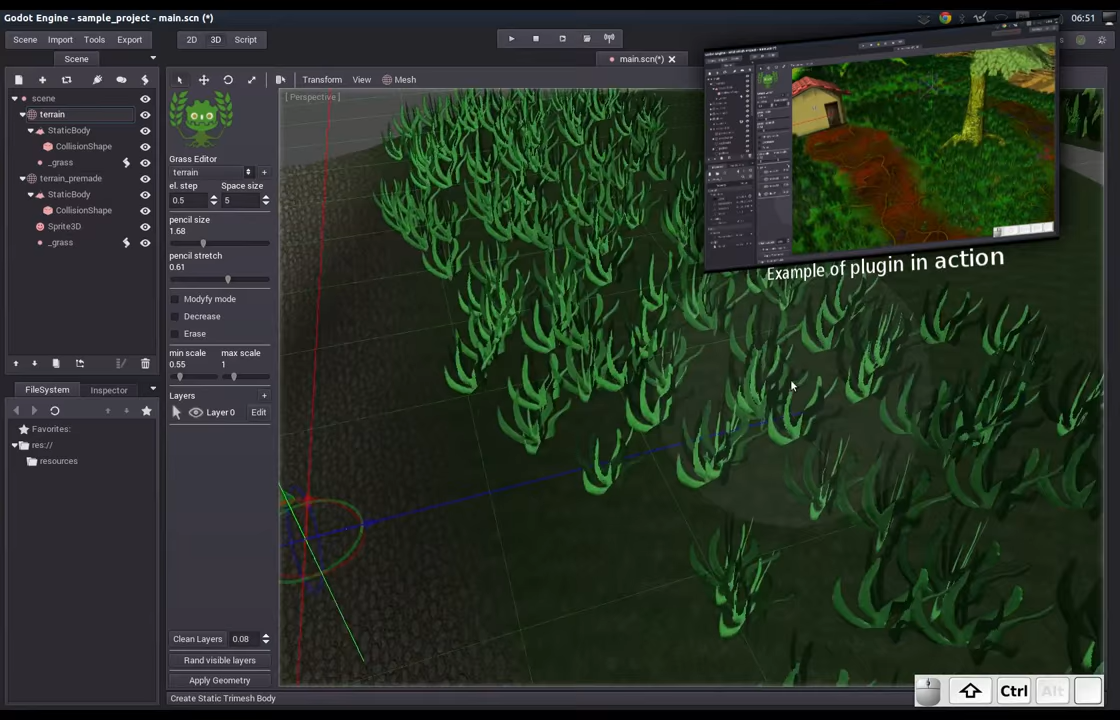 Godot Engine - sample_project - main.scn (*)
06:51
Scene Import Tools Export
2D 3D Script
Scene
main.scn(*)
Transform View Mesh
scene
terrain
StaticBody
CollisionShape
_grass
terrain_premade
StaticBody
CollisionShape
Sprite3D
_grass
FileSystem Inspector
Favorites:
res://
resources
Grass Editor
terrain
el. step Space size
0.5 5
pencil size
1.68
pencil stretch
0.61
Modyfy mode
Decrease
Erase
min scale max scale
0.55 1
Layers
Layer 0 Edit
Clean Layers 0.08
Rand visible layers
Apply Geometry
Create Static Trimesh Body
[ Perspective ]
Example of plugin in action
Ctrl Alt